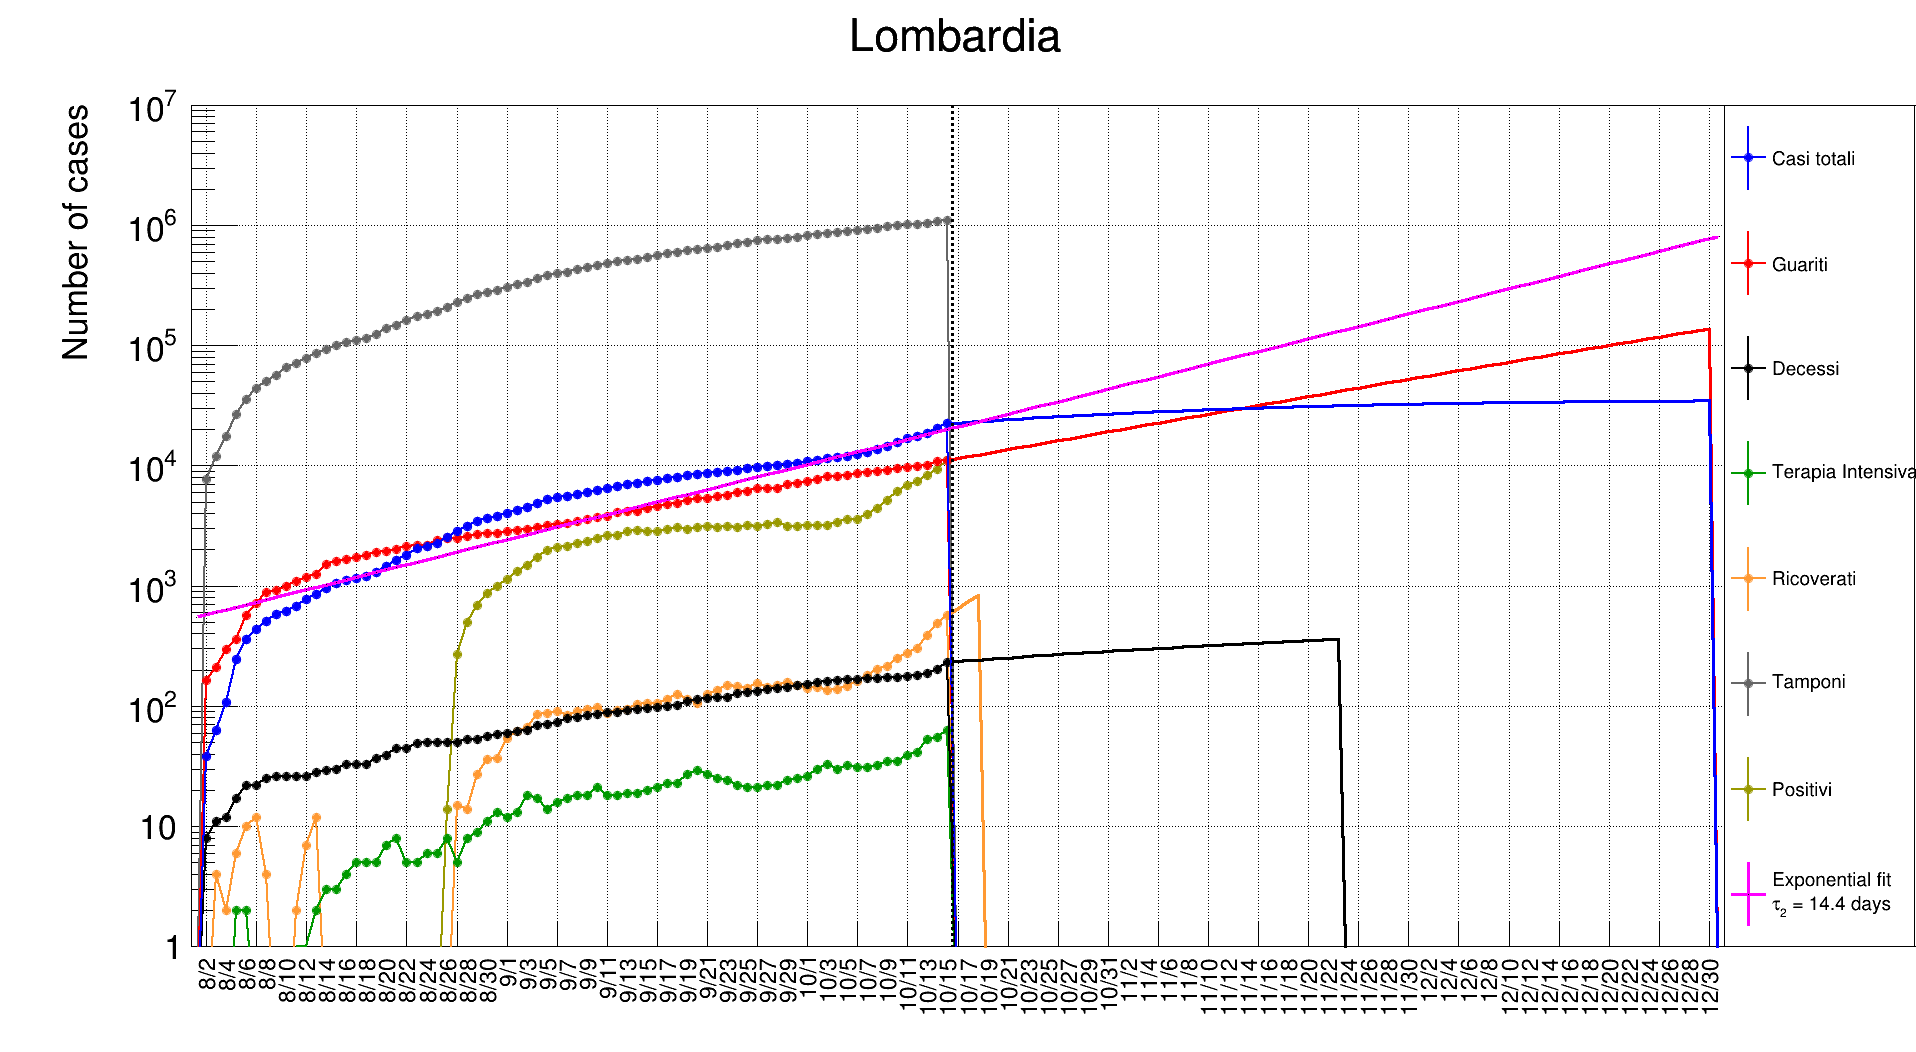 Lombardia
Number of cases
10^7
10^6
10^5
10^4
10^3
10^2
10
1
8/2 8/4 8/6 8/8 8/10 8/12 8/14 8/16 8/18 8/20 8/22 8/24 8/26 8/28 8/30 9/1 9/3 9/5 9/7 9/9 9/11 9/13 9/15 9/17 9/19 9/21 9/23 9/25 9/27 9/29 10/1 10/3 10/5 10/7 10/9 10/11 10/13 10/15 10/17 10/19 10/21 10/23 10/25 10/27 10/29 10/31 11/2 11/4 11/6 11/8 11/10 11/12 11/14 11/16 11/18 11/20 11/22 11/24 11/26 11/28 11/30 12/2 12/4 12/6 12/8 12/10 12/12 12/14 12/16 12/18 12/20 12/22 12/24 12/26 12/28 12/30
Casi totali
Guariti
Decessi
Terapia Intensiva
Ricoverati
Tamponi
Positivi
Exponential fit
τ₂ = 14.4 days